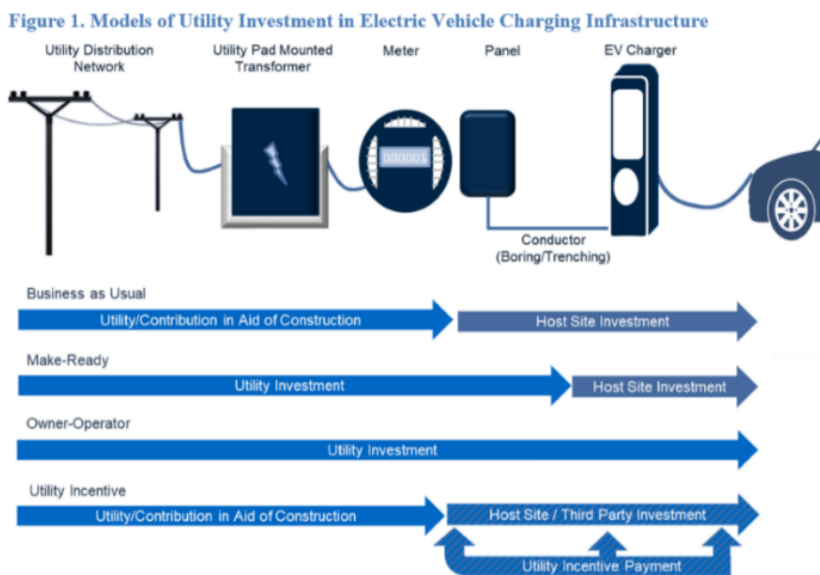 Figure 1. Models of Utility Investment in Electric Vehicle Charging Infrastructure
Utility Distribution
Network
Utility Pad Mounted
Transformer
Meter
Panel
EV Charger
000001
Conductor
(Boring/Trenching)
Business as Usual
Utility/Contribution in Aid of Construction
Host Site Investment
Make-Ready
Utility Investment
Host Site Investment
Owner-Operator
Utility Investment
Utility Incentive
Utility/Contribution in Aid of Construction
Host Site / Third Party Investment
Utility Incentive Payment